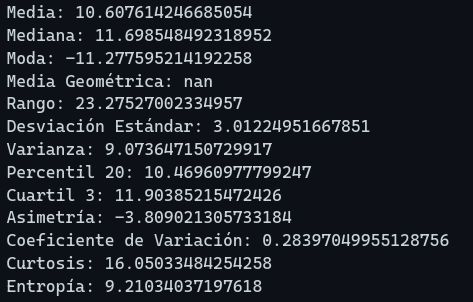 Media: 10.607614246685054
Mediana: 11.698548492318952
Moda: -11.277595214192258
Media Geométrica: nan
Rango: 23.27527002334957
Desviación Estándar: 3.01224951667851
Varianza: 9.073647150729917
Percentil 20: 10.46960977799247
Cuartil 3: 11.90385215472426
Asimetría: -3.809021305733184
Coeficiente de Variación: 0.28397049955128756
Curtosis: 16.05033484254258
Entropía: 9.21034037197618